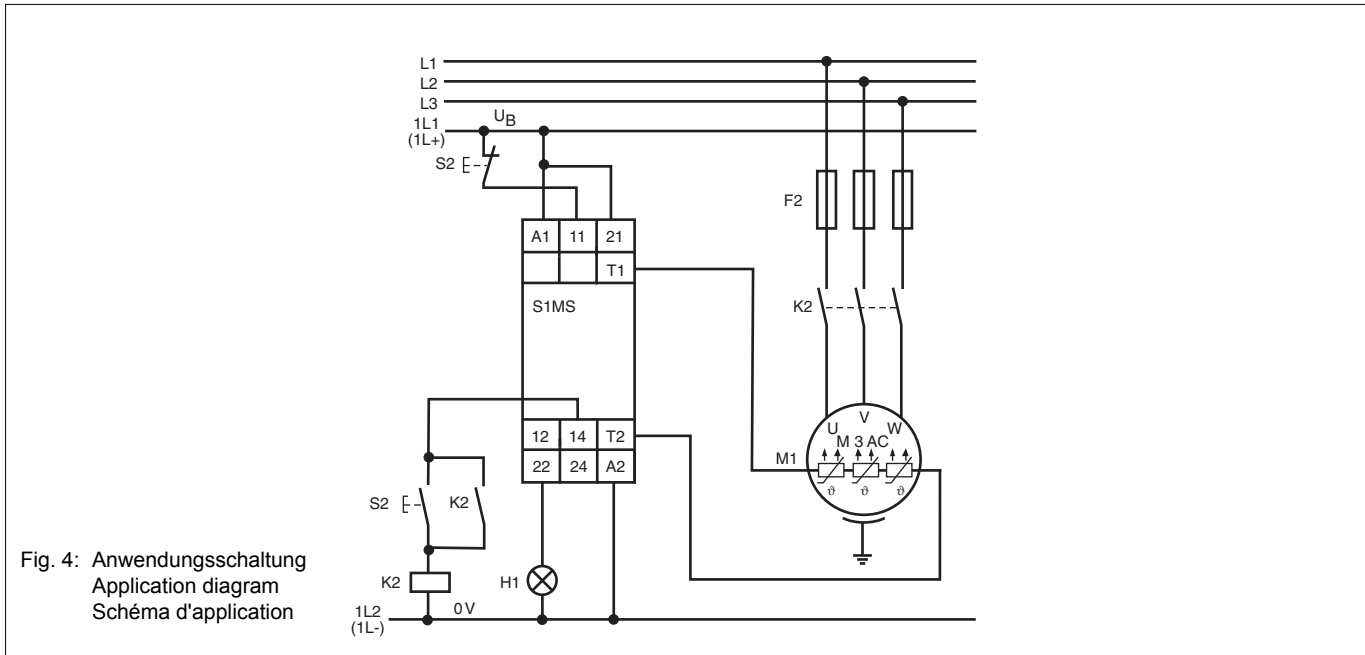 L1
L2
L3
1L1 UB
(1L+)
S2
F2
A1 11 21
T1
S1MS
K2
12 14 T2
22 24 A2
U V W
M 3 AC
M1
ϑ ϑ ϑ
S2 K2
K2 H1
1L2 0 V
(1L-)
Fig. 4: Anwendungsschaltung
Application diagram
Schéma d'application